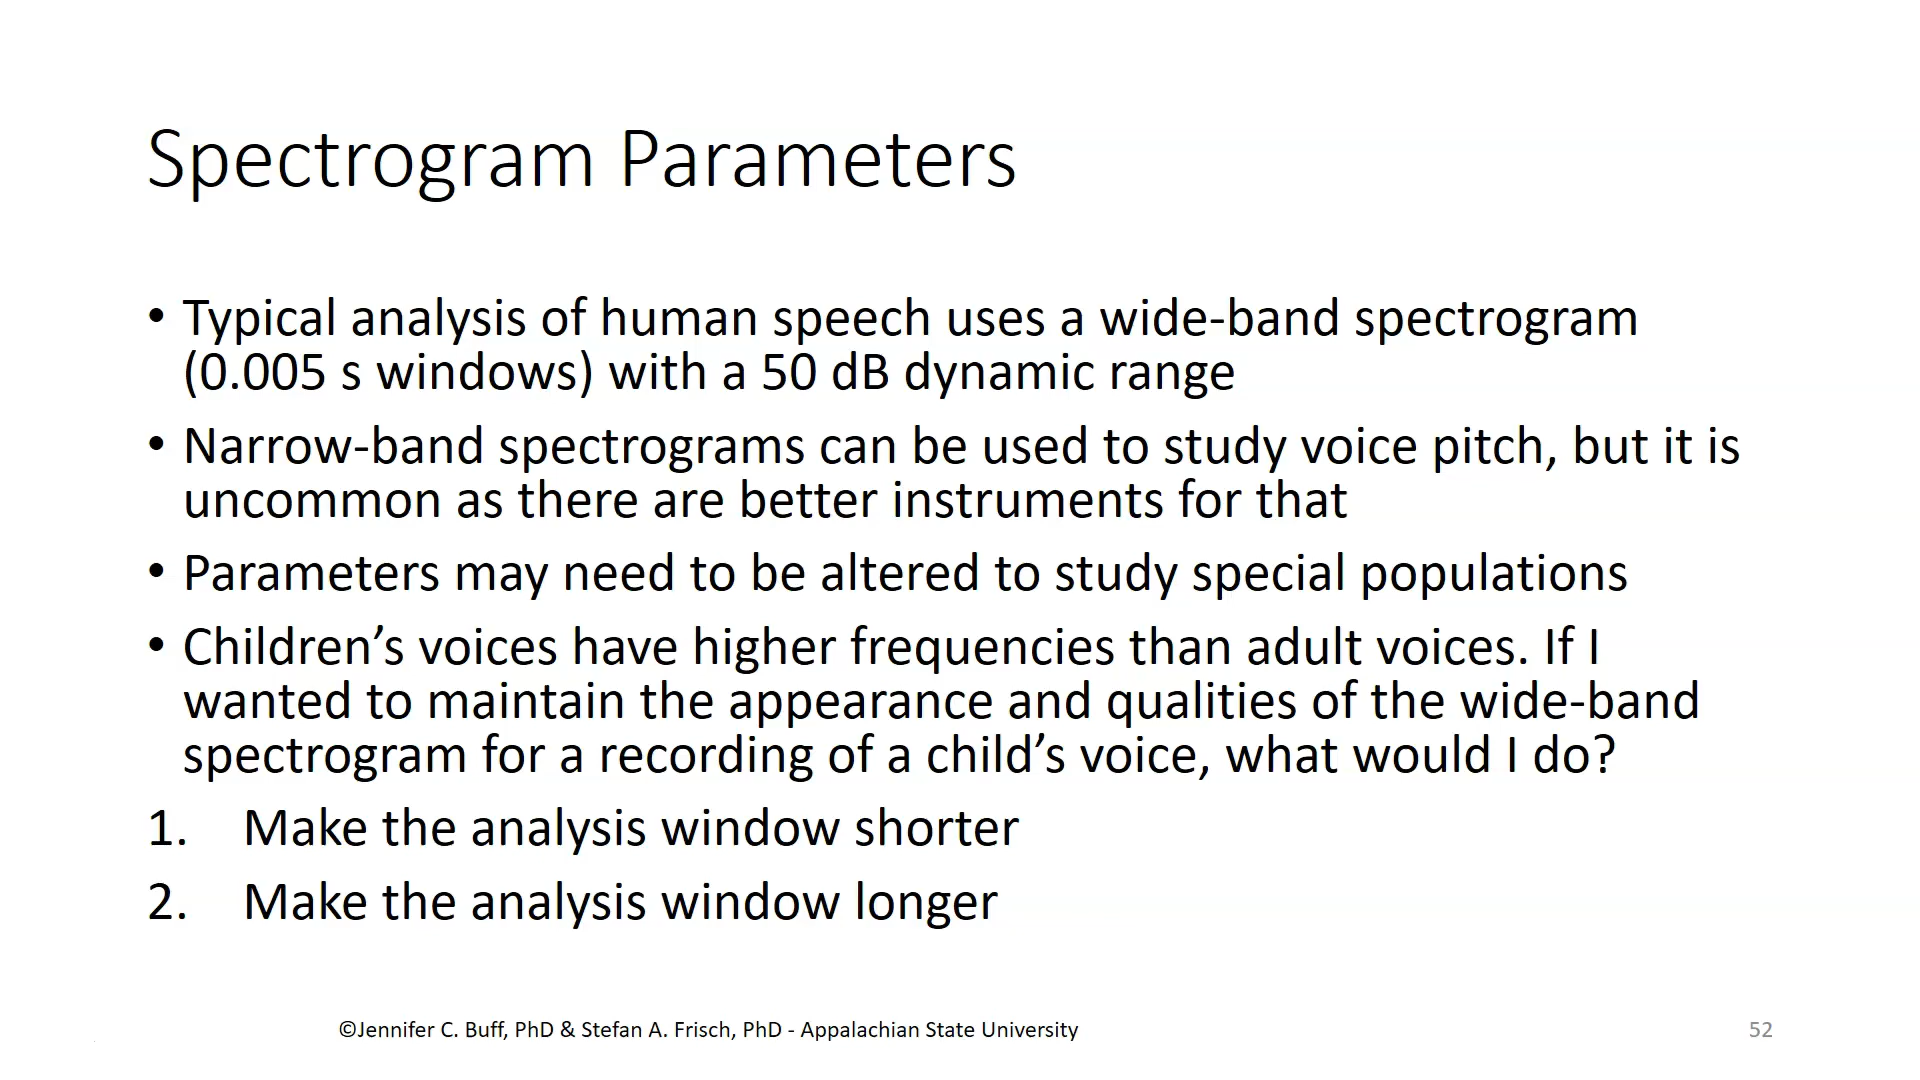 Spectrogram Parameters
• Typical analysis of human speech uses a wide-band spectrogram
(0.005 s windows) with a 50 dB dynamic range
• Narrow-band spectrograms can be used to study voice pitch, but it is
uncommon as there are better instruments for that
• Parameters may need to be altered to study special populations
• Children’s voices have higher frequencies than adult voices. If I
wanted to maintain the appearance and qualities of the wide-band
spectrogram for a recording of a child’s voice, what would I do?
1. Make the analysis window shorter
2. Make the analysis window longer
©Jennifer C. Buff, PhD & Stefan A. Frisch, PhD - Appalachian State University
52